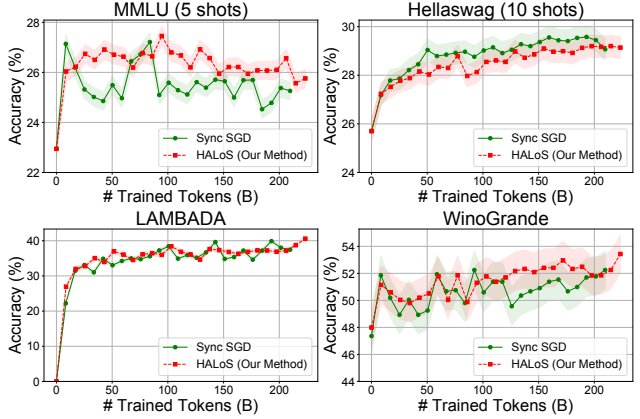 MMLU (5 shots)
28
26
24
22
Accuracy (%)
Sync SGD
HALoS (Our Method)
0 50 100 150 200
# Trained Tokens (B)
Hellaswag (10 shots)
30
28
26
24
Accuracy (%)
Sync SGD
HALoS (Our Method)
0 50 100 150 200
# Trained Tokens (B)
LAMBADA
40
30
20
10
0
Accuracy (%)
Sync SGD
HALoS (Our Method)
0 50 100 150 200
# Trained Tokens (B)
WinoGrande
54
52
50
48
46
44
Accuracy (%)
Sync SGD
HALoS (Our Method)
0 50 100 150 200
# Trained Tokens (B)